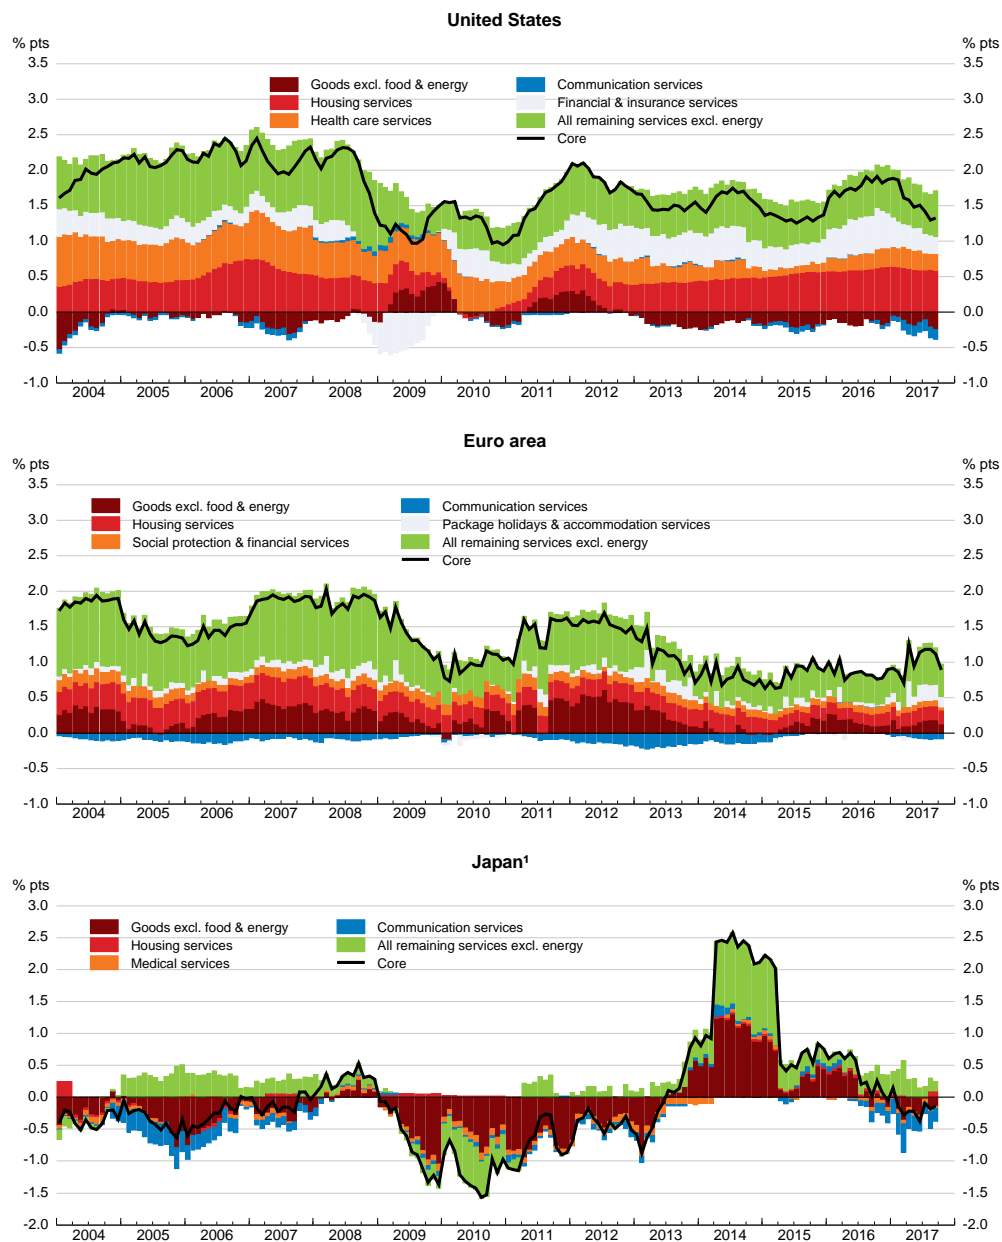 United States
% pts % pts
3.5 3.5
Goods excl. food & energy Communication services
3.0 3.0
Housing services Financial & insurance services
Health care services All remaining services excl. energy
2.5 2.5
Core
2.0 2.0
1.5 1.5
1.0 1.0
0.5 0.5
0.0 0.0
-0.5 -0.5
-1.0 -1.0
2004 2005 2006 2007 2008 2009 2010 2011 2012 2013 2014 2015 2016 2017
Euro area
% pts % pts
3.5 3.5
Goods excl. food & energy Communication services
3.0 3.0
Housing services Package holidays & accommodation services
Social protection & financial services All remaining services excl. energy
2.5 2.5
Core
2.0 2.0
1.5 1.5
1.0 1.0
0.5 0.5
0.0 0.0
-0.5 -0.5
-1.0 -1.0
2004 2005 2006 2007 2008 2009 2010 2011 2012 2013 2014 2015 2016 2017
Japan¹
% pts % pts
3.0 3.0
Goods excl. food & energy Communication services
2.5 2.5
Housing services All remaining services excl. energy
Medical services Core
2.0 2.0
1.5 1.5
1.0 1.0
0.5 0.5
0.0 0.0
-0.5 -0.5
-1.0 -1.0
-1.5 -1.5
-2.0 -2.0
2004 2005 2006 2007 2008 2009 2010 2011 2012 2013 2014 2015 2016 2017